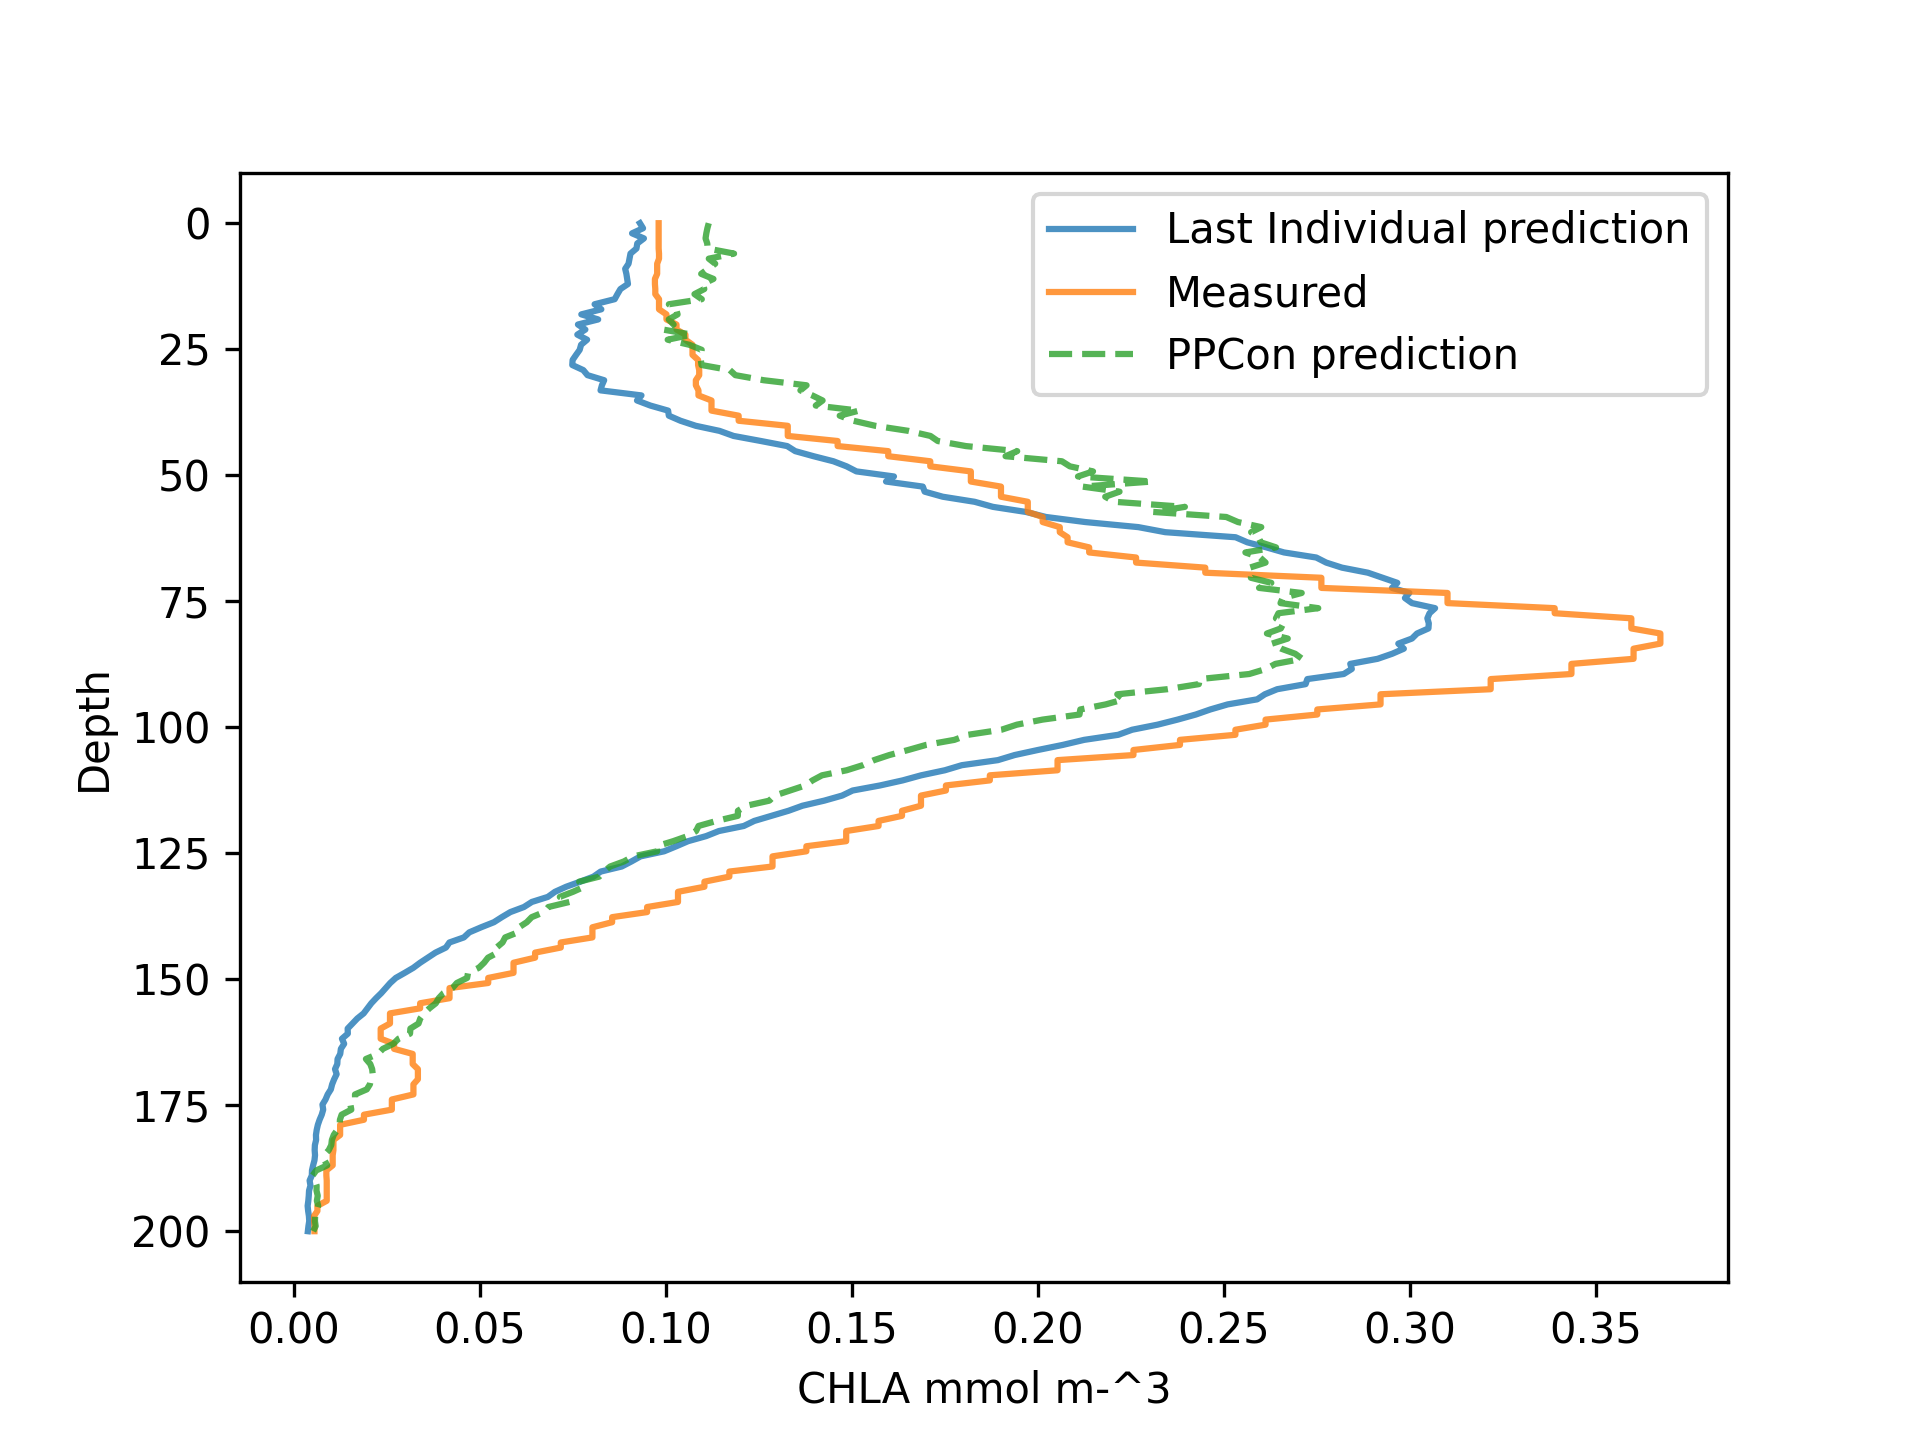 Last Individual prediction
Measured
PPCon prediction
0
25
50
75
100
125
150
175
200
Depth
0.00 0.05 0.10 0.15 0.20 0.25 0.30 0.35
CHLA mmol m-^3